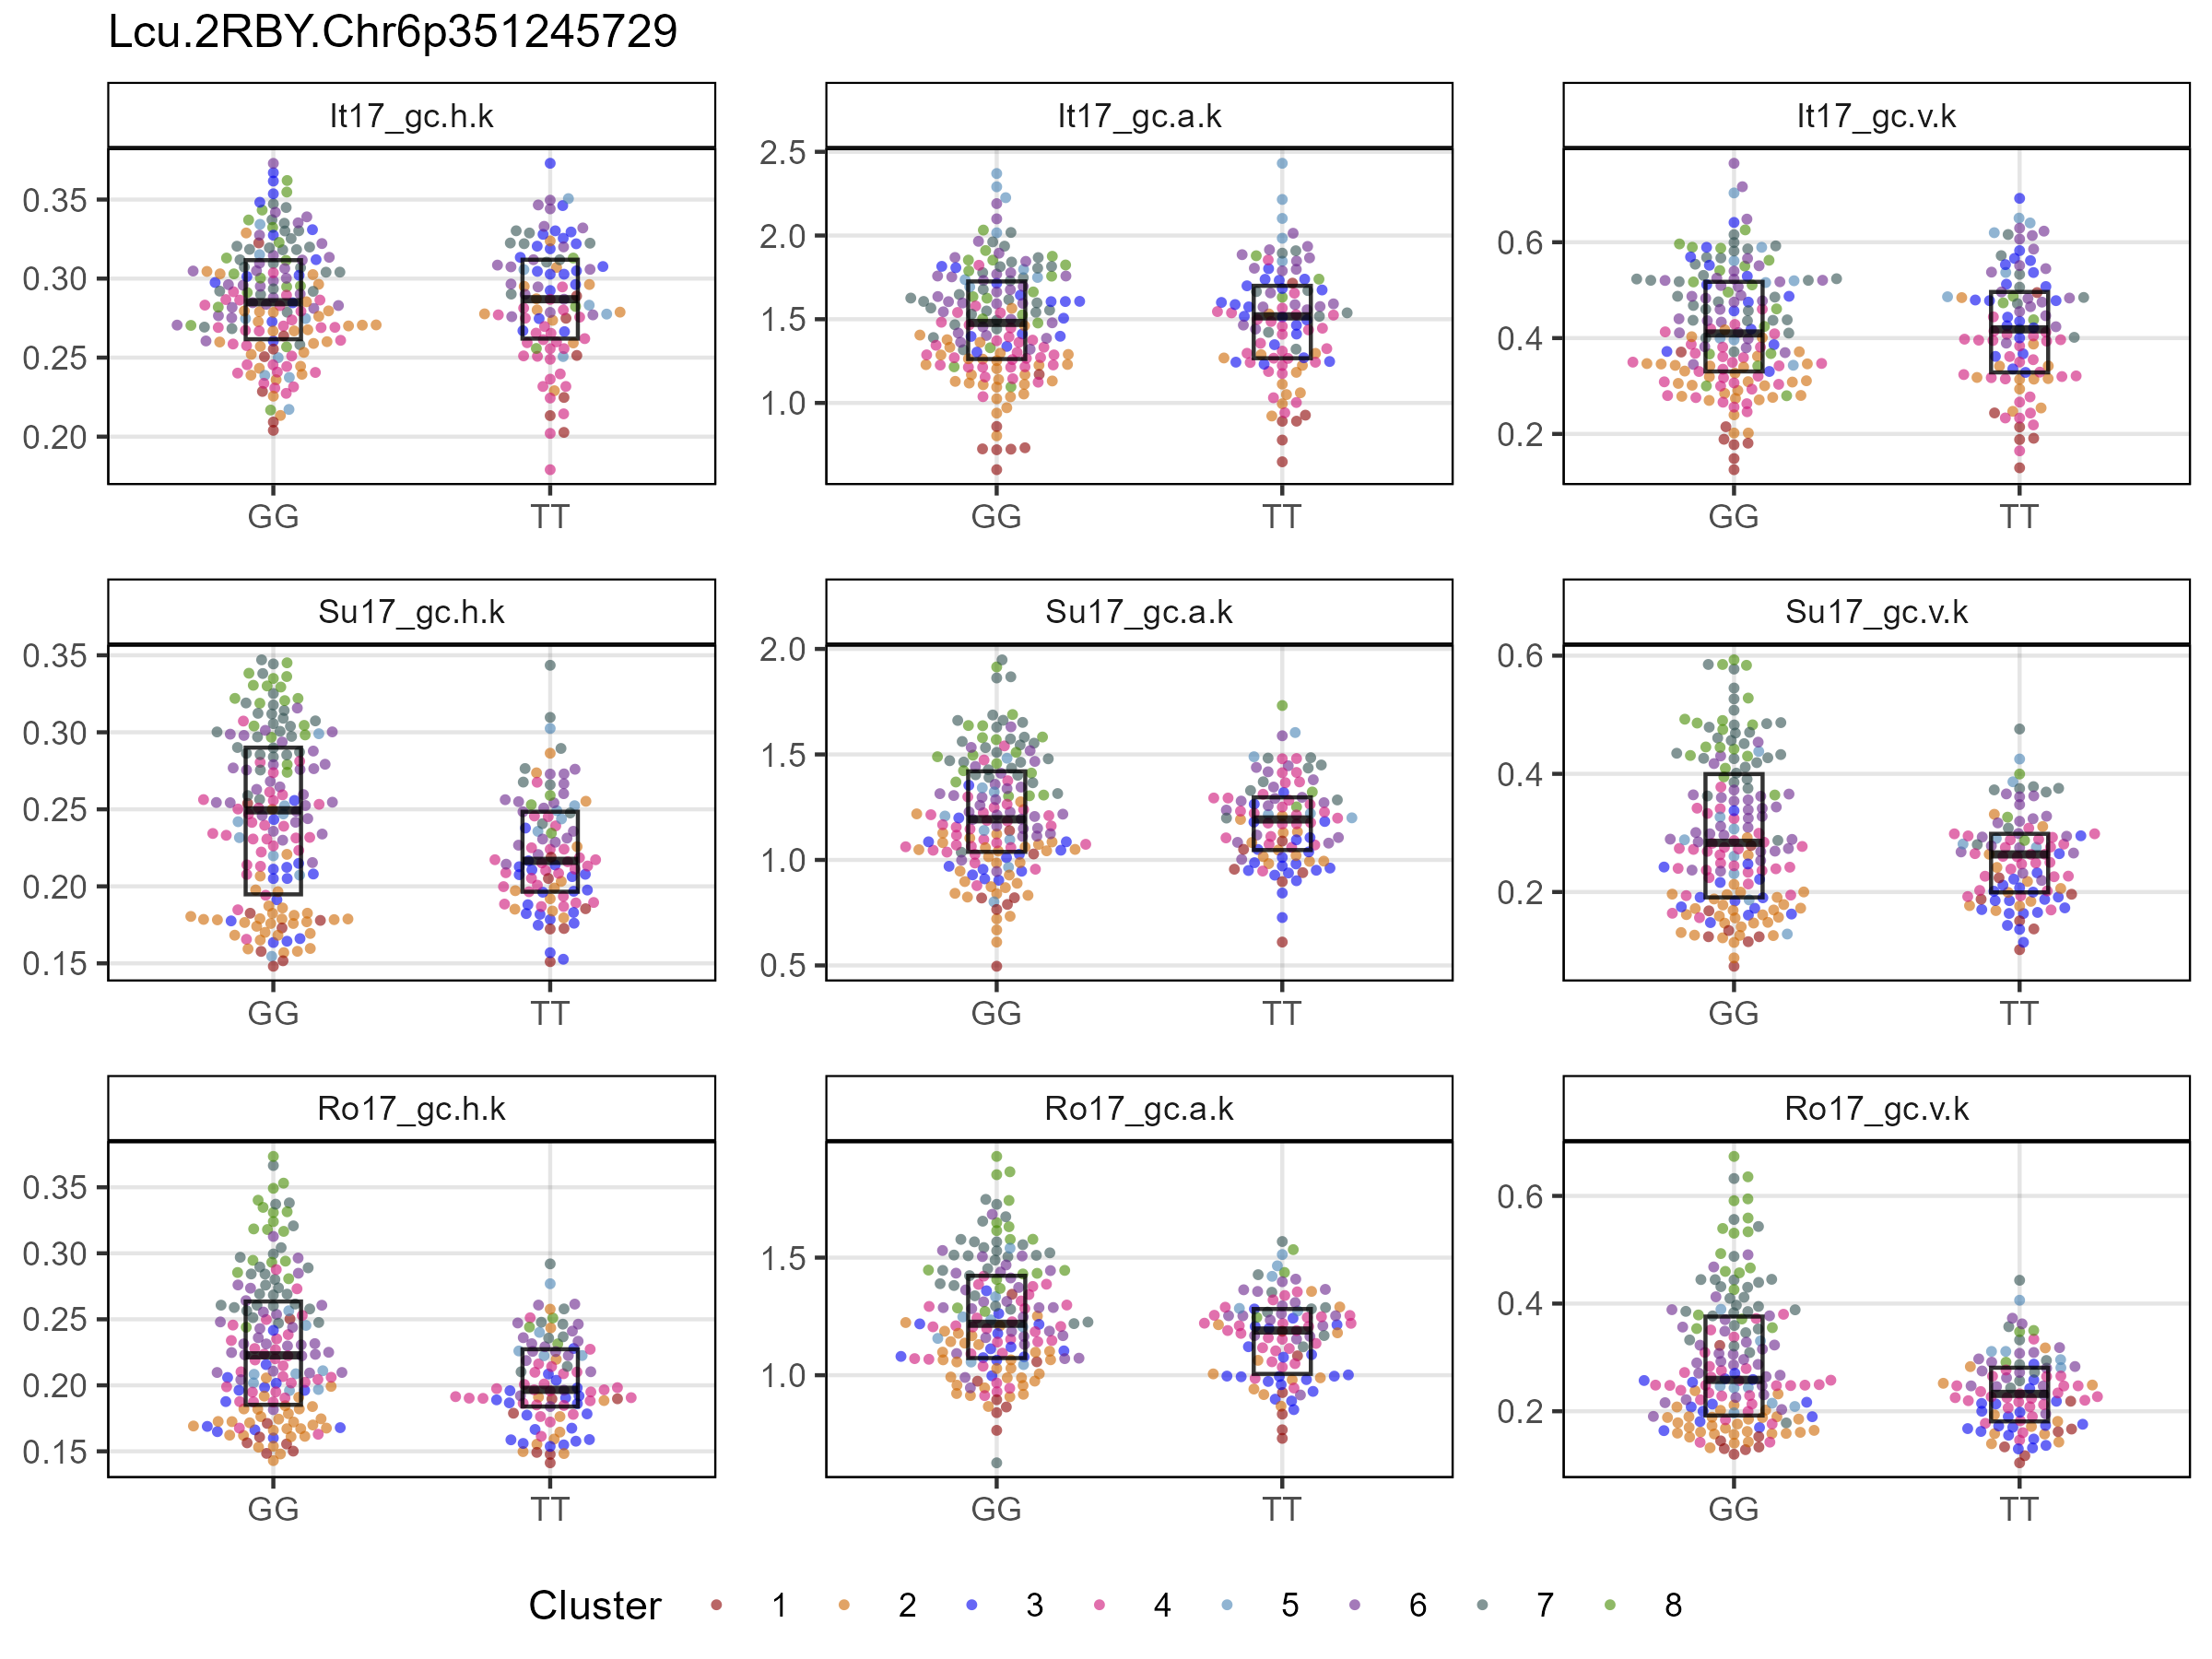 Lcu.2RBY.Chr6p351245729
It17_gc.h.k
It17_gc.a.k
It17_gc.v.k
0.35
0.30
0.25
0.20
GG TT
2.5
2.0
1.5
1.0
GG TT
0.6
0.4
0.2
GG TT
Su17_gc.h.k
Su17_gc.a.k
Su17_gc.v.k
0.35
0.30
0.25
0.20
0.15
GG TT
2.0
1.5
1.0
0.5
GG TT
0.6
0.4
0.2
GG TT
Ro17_gc.h.k
Ro17_gc.a.k
Ro17_gc.v.k
0.35
0.30
0.25
0.20
0.15
GG TT
1.5
1.0
GG TT
0.6
0.4
0.2
GG TT
Cluster 1 2 3 4 5 6 7 8